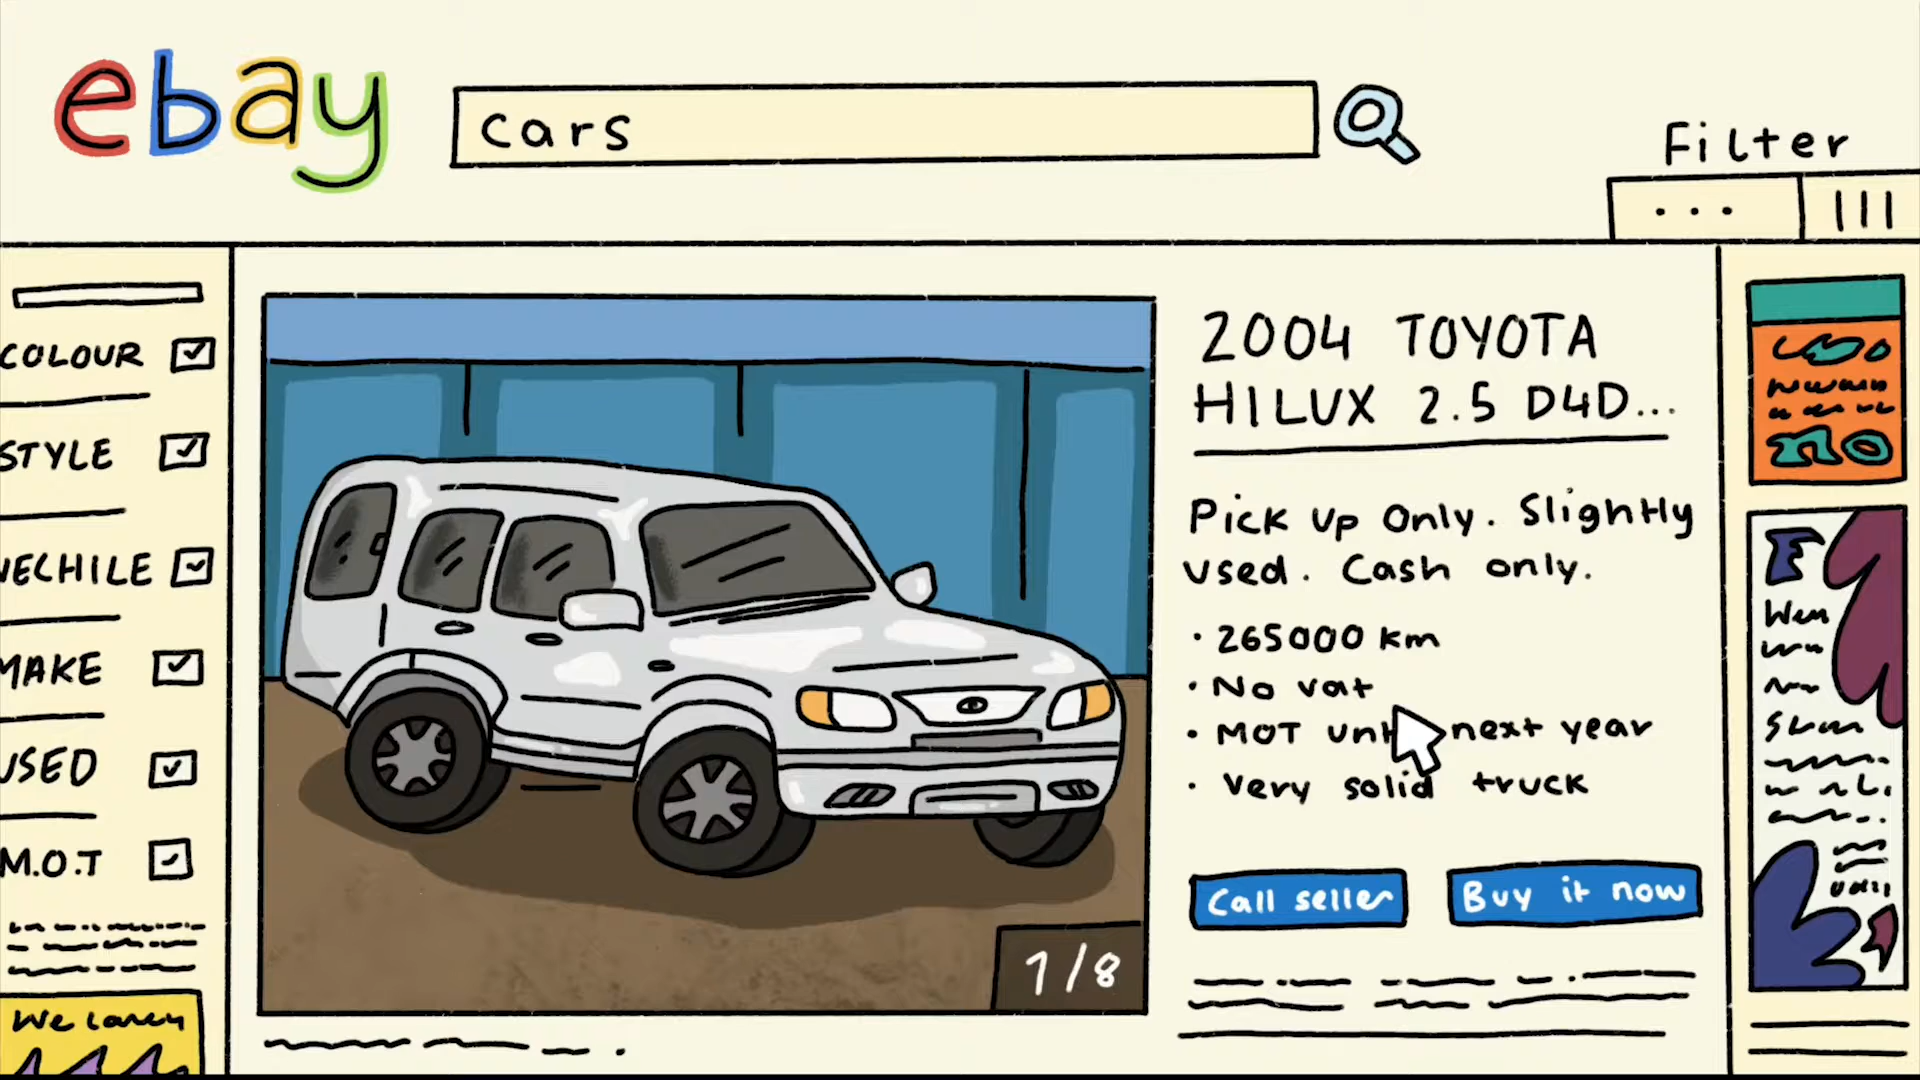 ebay
cars
Filter
COLOUR
STYLE
VECHILE
MAKE
USED
M.O.T
2004 TOYOTA
HILUX 2.5 D4D...
Pick up only. Slightly
used. Cash only.
· 265000 km
· No vat
· MOT next year
· Very solid truck
Call seller
Buy it now
1/8
We
no